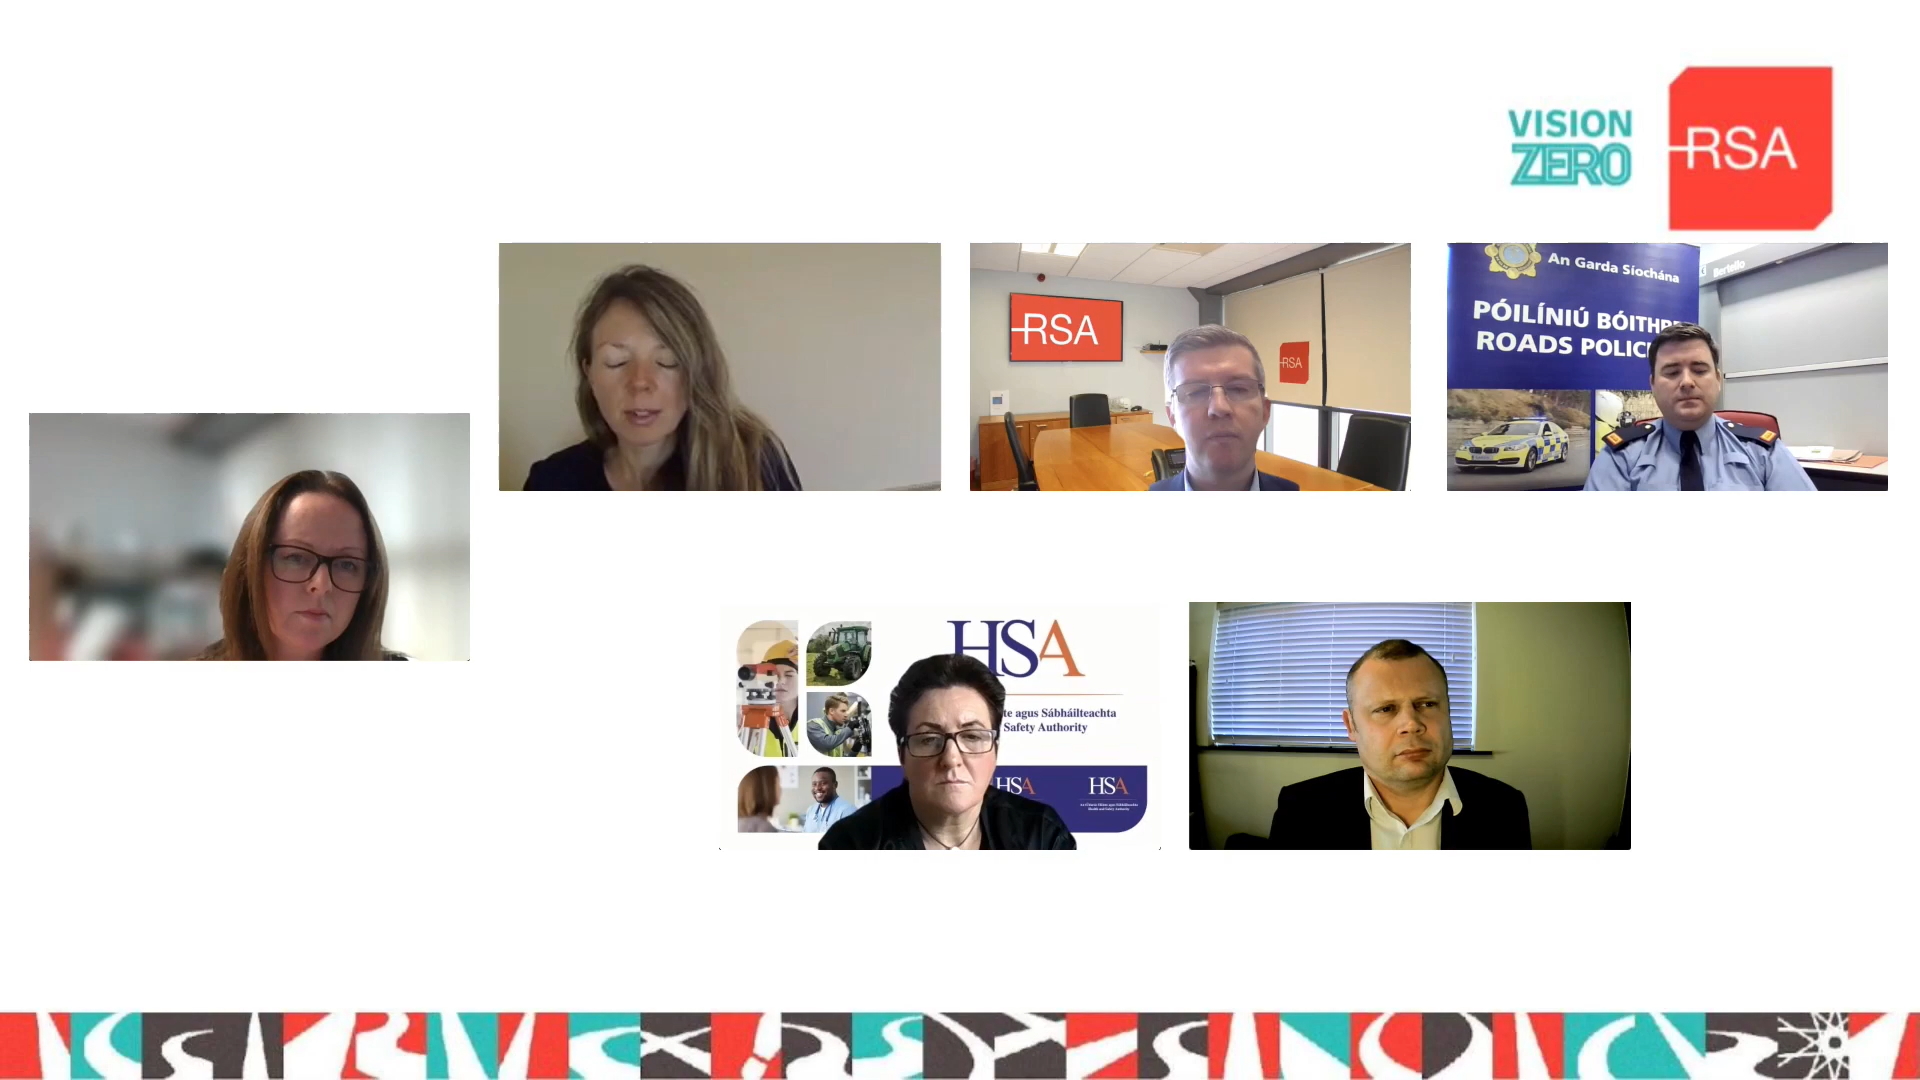 VISION
ZERO
RSA
RSA
RSA
An Garda Síochána
PÓILÍNIÚ BÓITHRE
ROADS POLIC
HSA
te agus Sábháilteachta
Safety Authority
HSA
HSA